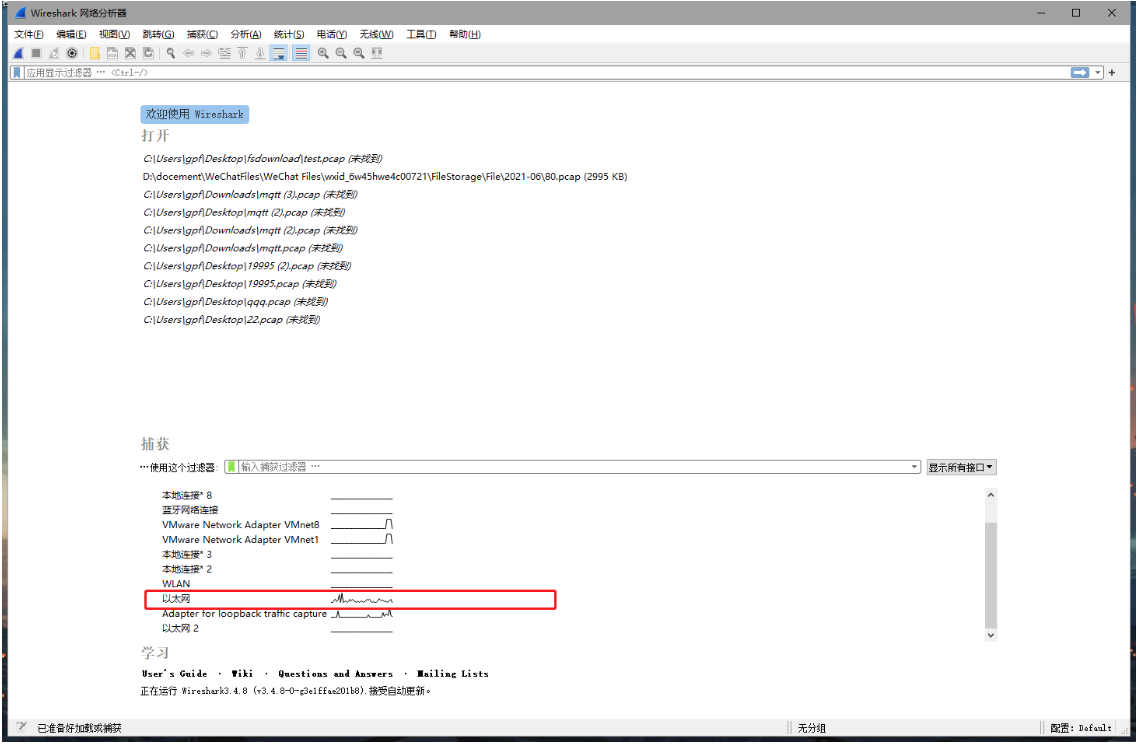 Wireshark 网络分析器
文件(F) 编辑(E) 视图(V) 跳转(G) 捕获(C) 分析(A) 统计(S) 电话(Y) 无线(W) 工具(T) 帮助(H)
应用显示过滤器 … <Ctrl-/>
欢迎使用 Wireshark
打开
C:\Users\gpf\Desktop\fsdownload\test.pcap (未找到)
D:\docement\WeChatFiles\WeChat Files\wxid_6w45hwe4c00721\FileStorage\File\2021-06\80.pcap (2995 KB)
C:\Users\gpf\Downloads\mqtt (3).pcap (未找到)
C:\Users\gpf\Desktop\mqtt (2).pcap (未找到)
C:\Users\gpf\Downloads\mqtt (2).pcap (未找到)
C:\Users\gpf\Downloads\mqtt.pcap (未找到)
C:\Users\gpf\Desktop\19995 (2).pcap (未找到)
C:\Users\gpf\Desktop\19995.pcap (未找到)
C:\Users\gpf\Desktop\qqq.pcap (未找到)
C:\Users\gpf\Desktop\22.pcap (未找到)
捕获
…使用这个过滤器: 输入捕获过滤器 … 显示所有接口
本地连接* 8
蓝牙网络连接
VMware Network Adapter VMnet8
VMware Network Adapter VMnet1
本地连接* 3
本地连接* 2
WLAN
以太网
Adapter for loopback traffic capture
以太网 2
学习
User's Guide · Wiki · Questions and Answers · Mailing Lists
正在运行 Wireshark3.4.8 (v3.4.8-0-g3e1ffae201b8).接受自动更新。
已准备好加载或捕获 无分组 配置: Default